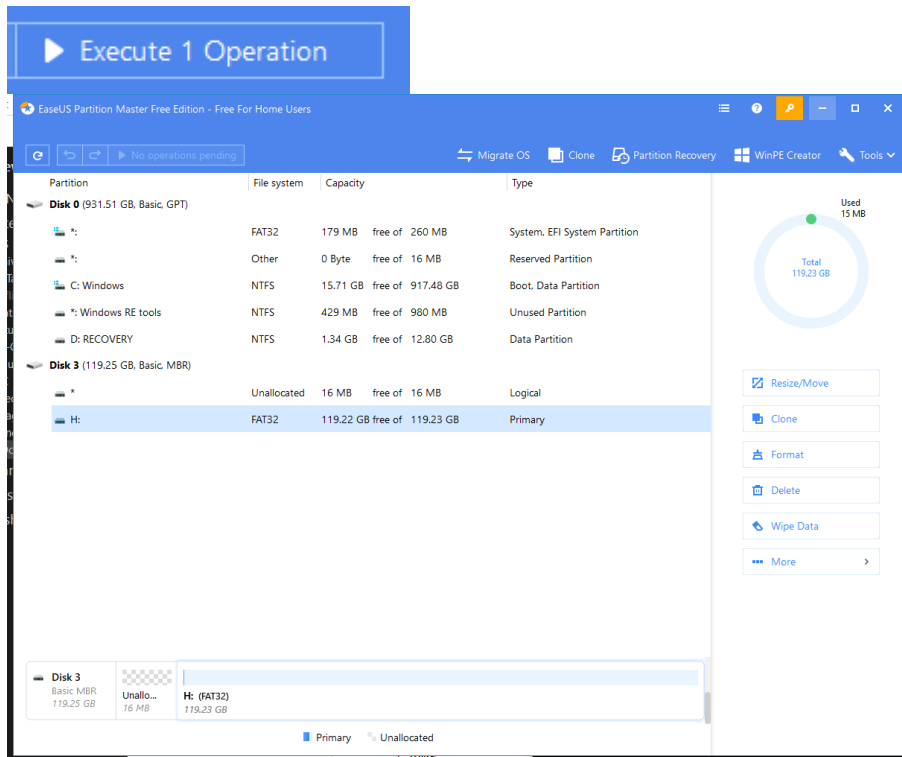 Execute 1 Operation
EaseUS Partition Master Free Edition - Free For Home Users
No operations pending Migrate OS Clone Partition Recovery WinPE Creator Tools
Partition File system Capacity Type
Disk 0 (931.51 GB, Basic, GPT)
*: FAT32 179 MB free of 260 MB System, EFI System Partition
*: Other 0 Byte free of 16 MB Reserved Partition
C: Windows NTFS 15.71 GB free of 917.48 GB Boot, Data Partition
*: Windows RE tools NTFS 429 MB free of 980 MB Unused Partition
D: RECOVERY NTFS 1.34 GB free of 12.80 GB Data Partition
Disk 3 (119.25 GB, Basic, MBR)
* Unallocated 16 MB free of 16 MB Logical
H: FAT32 119.22 GB free of 119.23 GB Primary
Used
15 MB
Total
119.23 GB
Resize/Move
Clone
Format
Delete
Wipe Data
More
Disk 3
Basic MBR
119.25 GB
Unallo...
16 MB
H: (FAT32)
119.23 GB
Primary Unallocated